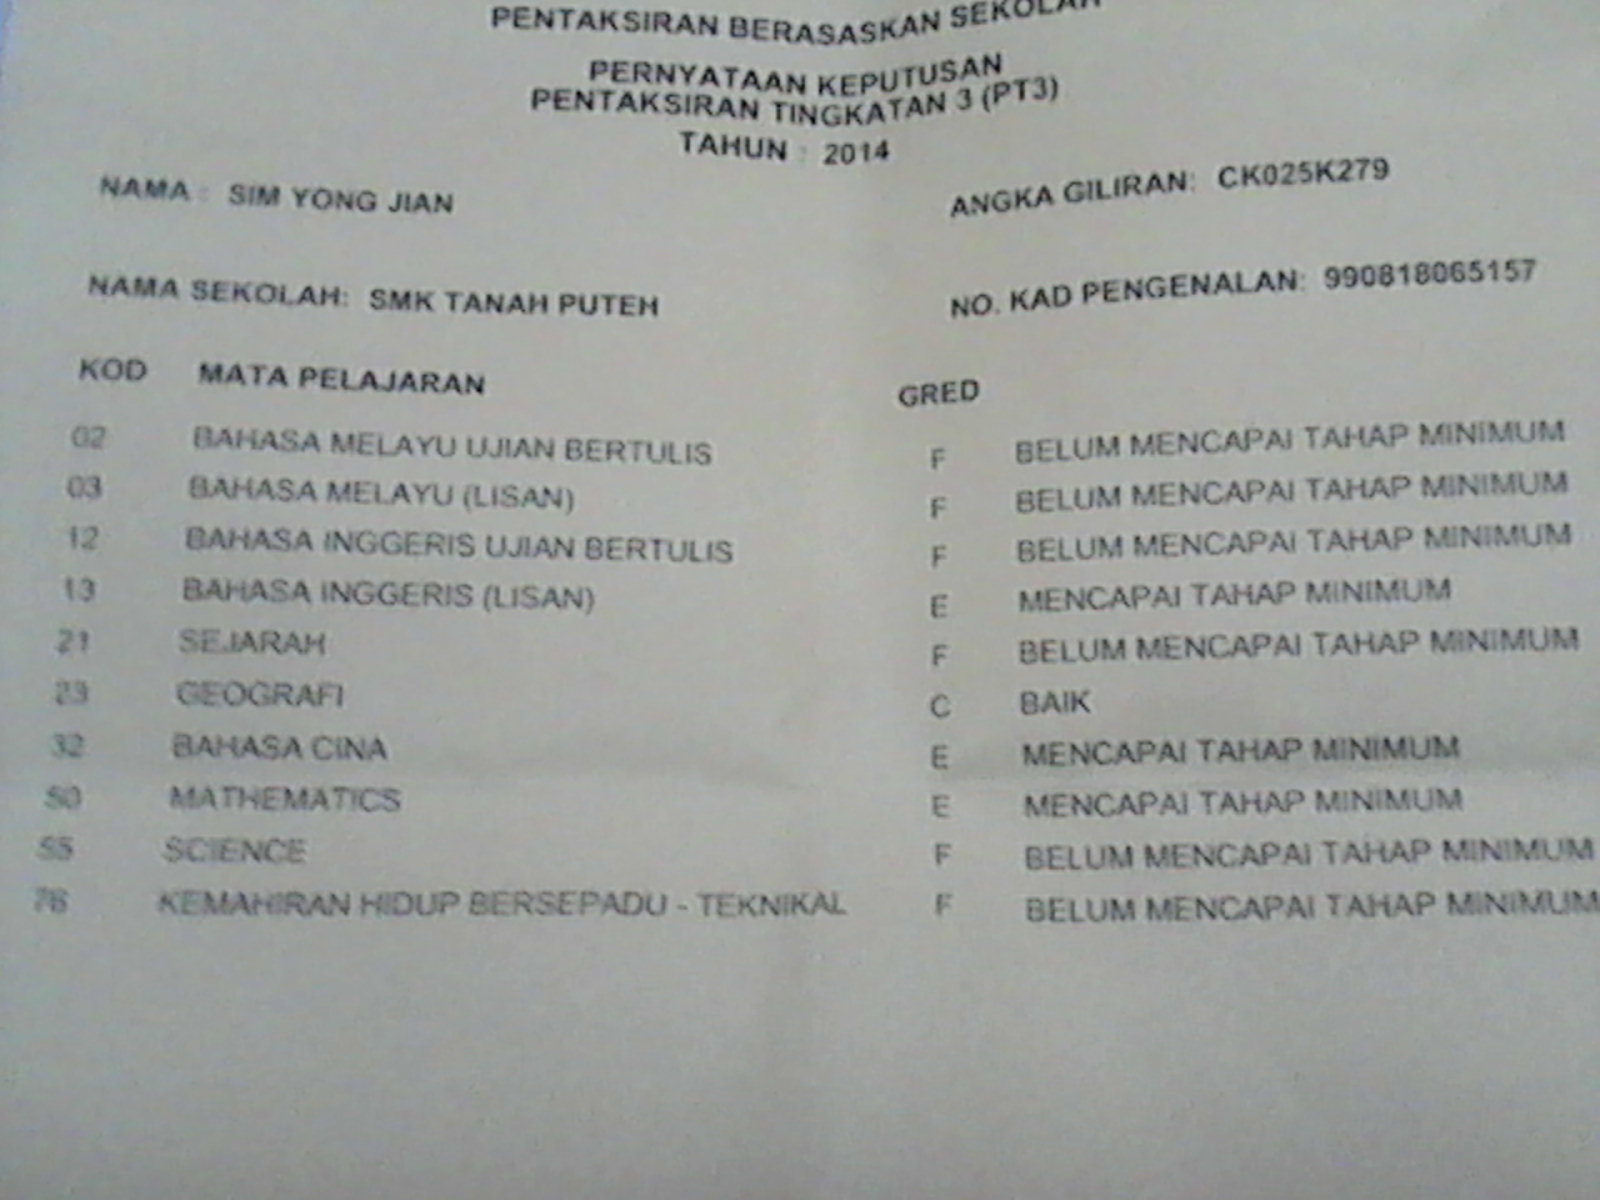 PENTAKSIRAN BERASASKAN SEKOLAH
PERNYATAAN KEPUTUSAN
PENTAKSIRAN TINGKATAN 3 (PT3)
TAHUN : 2014
NAMA : SIM YONG JIAN ANGKA GILIRAN: CK025K279
NAMA SEKOLAH: SMK TANAH PUTEH NO. KAD PENGENALAN: 990818065157
KOD MATA PELAJARAN GRED
02 BAHASA MELAYU UJIAN BERTULIS F BELUM MENCAPAI TAHAP MINIMUM
03 BAHASA MELAYU (LISAN) F BELUM MENCAPAI TAHAP MINIMUM
12 BAHASA INGGERIS UJIAN BERTULIS F BELUM MENCAPAI TAHAP MINIMUM
13 BAHASA INGGERIS (LISAN) E MENCAPAI TAHAP MINIMUM
21 SEJARAH F BELUM MENCAPAI TAHAP MINIMUM
23 GEOGRAFI C BAIK
32 BAHASA CINA E MENCAPAI TAHAP MINIMUM
50 MATHEMATICS E MENCAPAI TAHAP MINIMUM
55 SCIENCE F BELUM MENCAPAI TAHAP MINIMUM
76 KEMAHIRAN HIDUP BERSEPADU - TEKNIKAL F BELUM MENCAPAI TAHAP MINIMUM